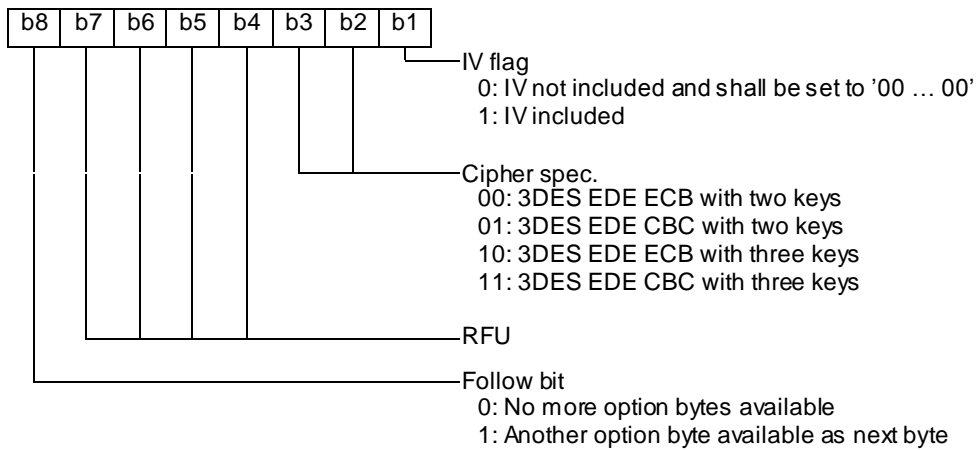 b8 b7 b6 b5 b4 b3 b2 b1
IV flag
0: IV not included and shall be set to ’00 … 00’
1: IV included
Cipher spec.
00: 3DES EDE ECB with two keys
01: 3DES EDE CBC with two keys
10: 3DES EDE ECB with three keys
11: 3DES EDE CBC with three keys
RFU
Follow bit
0: No more option bytes available
1: Another option byte available as next byte